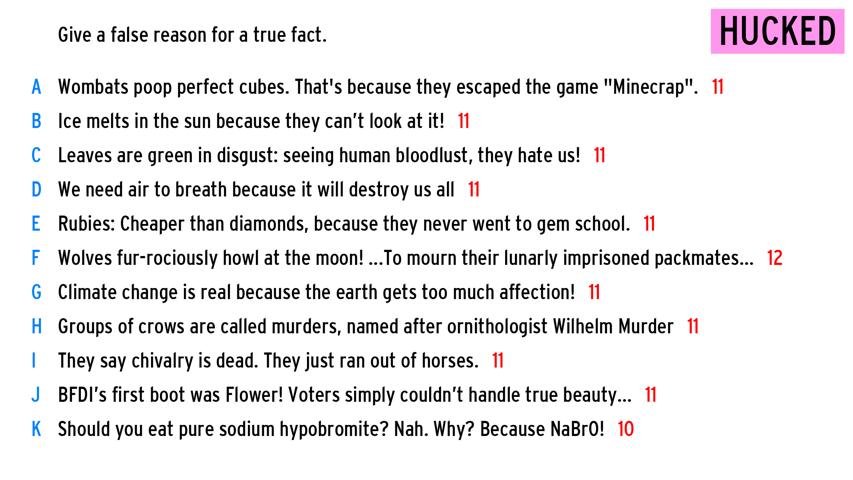 Give a false reason for a true fact.
HUCKED
A Wombats poop perfect cubes. That's because they escaped the game "Minecrap". 11
B Ice melts in the sun because they can't look at it! 11
C Leaves are green in disgust: seeing human bloodlust, they hate us! 11
D We need air to breath because it will destroy us all 11
E Rubies: Cheaper than diamonds, because they never went to gem school. 11
F Wolves fur-rociously howl at the moon! ...To mourn their lunarly imprisoned packmates... 12
G Climate change is real because the earth gets too much affection! 11
H Groups of crows are called murders, named after ornithologist Wilhelm Murder 11
I They say chivalry is dead. They just ran out of horses. 11
J BFDI's first boot was Flower! Voters simply couldn't handle true beauty... 11
K Should you eat pure sodium hypobromite? Nah. Why? Because NaBrO! 10